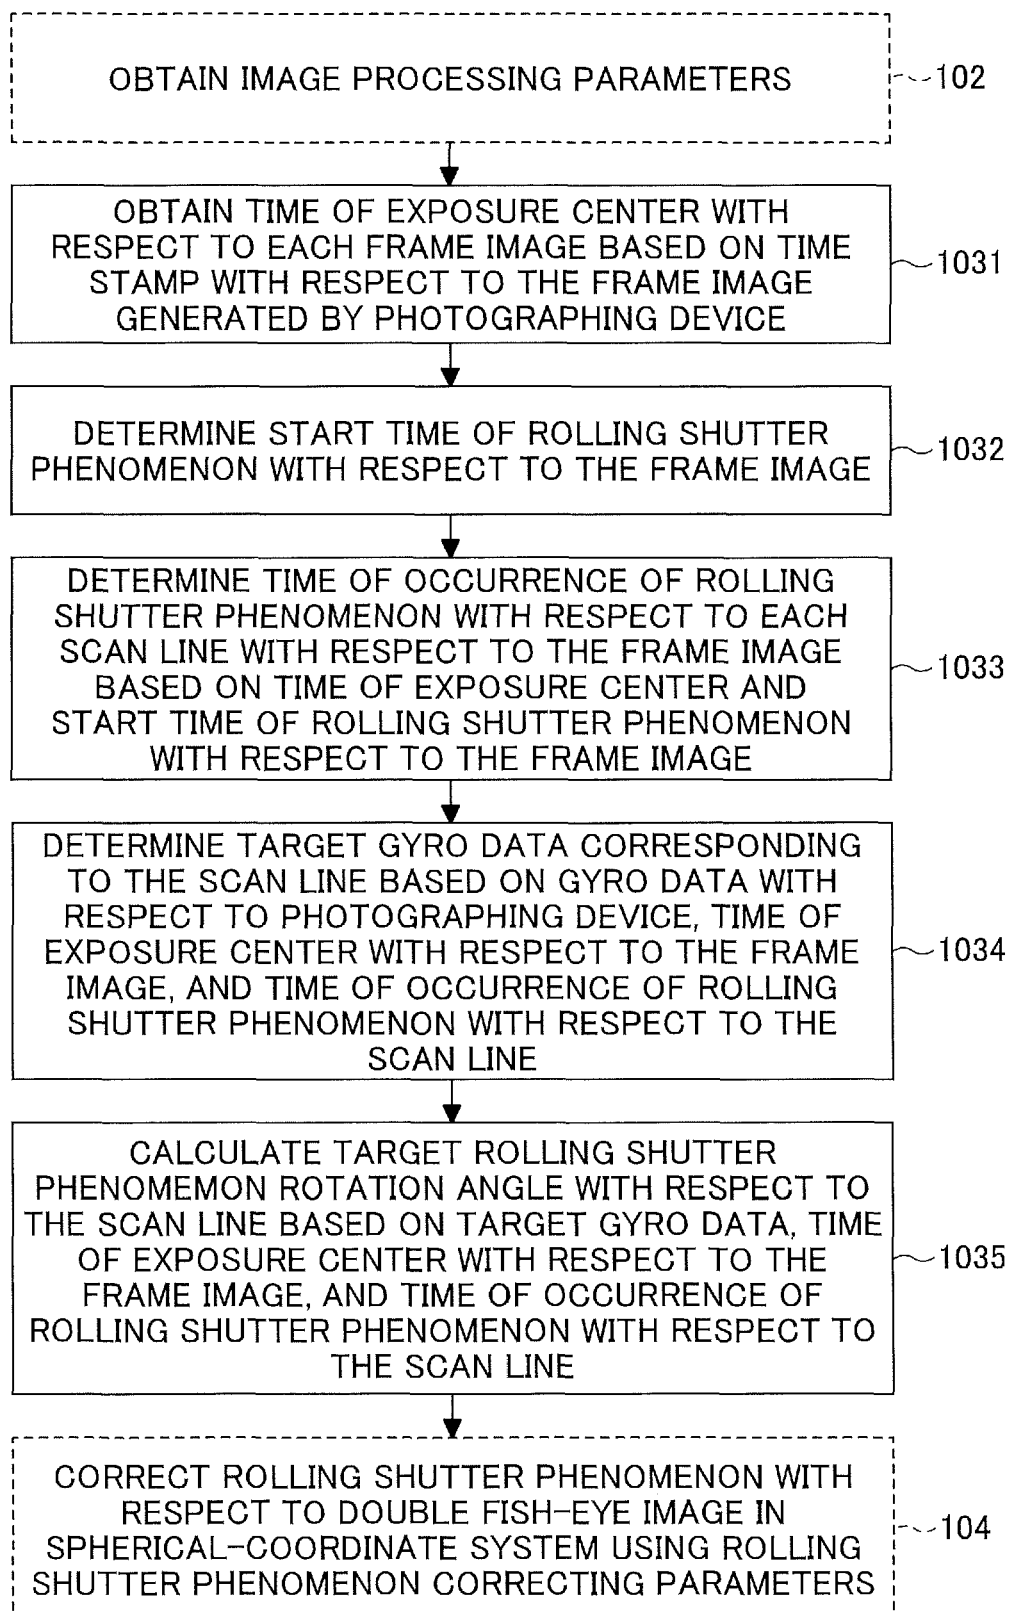 OBTAIN IMAGE PROCESSING PARAMETERS
102
OBTAIN TIME OF EXPOSURE CENTER WITH
RESPECT TO EACH FRAME IMAGE BASED ON TIME
STAMP WITH RESPECT TO THE FRAME IMAGE
GENERATED BY PHOTOGRAPHING DEVICE
1031
DETERMINE START TIME OF ROLLING SHUTTER
PHENOMENON WITH RESPECT TO THE FRAME IMAGE
1032
DETERMINE TIME OF OCCURRENCE OF ROLLING
SHUTTER PHENOMENON WITH RESPECT TO EACH
SCAN LINE WITH RESPECT TO THE FRAME IMAGE
BASED ON TIME OF EXPOSURE CENTER AND
START TIME OF ROLLING SHUTTER PHENOMENON
WITH RESPECT TO THE FRAME IMAGE
1033
DETERMINE TARGET GYRO DATA CORRESPONDING
TO THE SCAN LINE BASED ON GYRO DATA WITH
RESPECT TO PHOTOGRAPHING DEVICE, TIME OF
EXPOSURE CENTER WITH RESPECT TO THE FRAME
IMAGE, AND TIME OF OCCURRENCE OF ROLLING
SHUTTER PHENOMENON WITH RESPECT TO THE
SCAN LINE
1034
CALCULATE TARGET ROLLING SHUTTER
PHENOMEMON ROTATION ANGLE WITH RESPECT TO
THE SCAN LINE BASED ON TARGET GYRO DATA, TIME
OF EXPOSURE CENTER WITH RESPECT TO THE
FRAME IMAGE, AND TIME OF OCCURRENCE OF
ROLLING SHUTTER PHENOMENON WITH RESPECT TO
THE SCAN LINE
1035
CORRECT ROLLING SHUTTER PHENOMENON WITH
RESPECT TO DOUBLE FISH-EYE IMAGE IN
SPHERICAL-COORDINATE SYSTEM USING ROLLING
SHUTTER PHENOMENON CORRECTING PARAMETERS
104